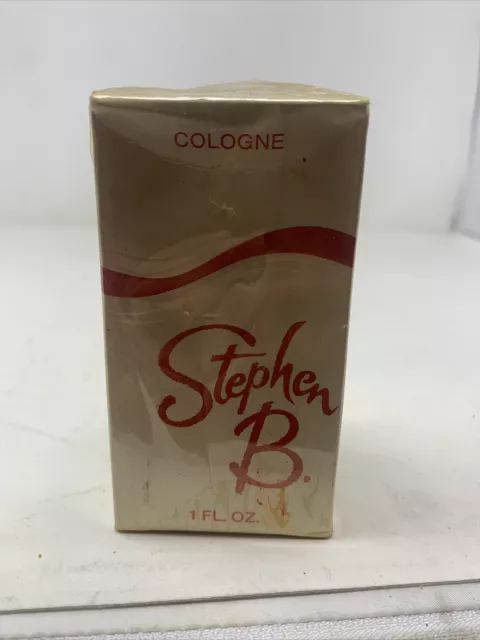 COLOGNE
Stephen
B.
1 FL. OZ.